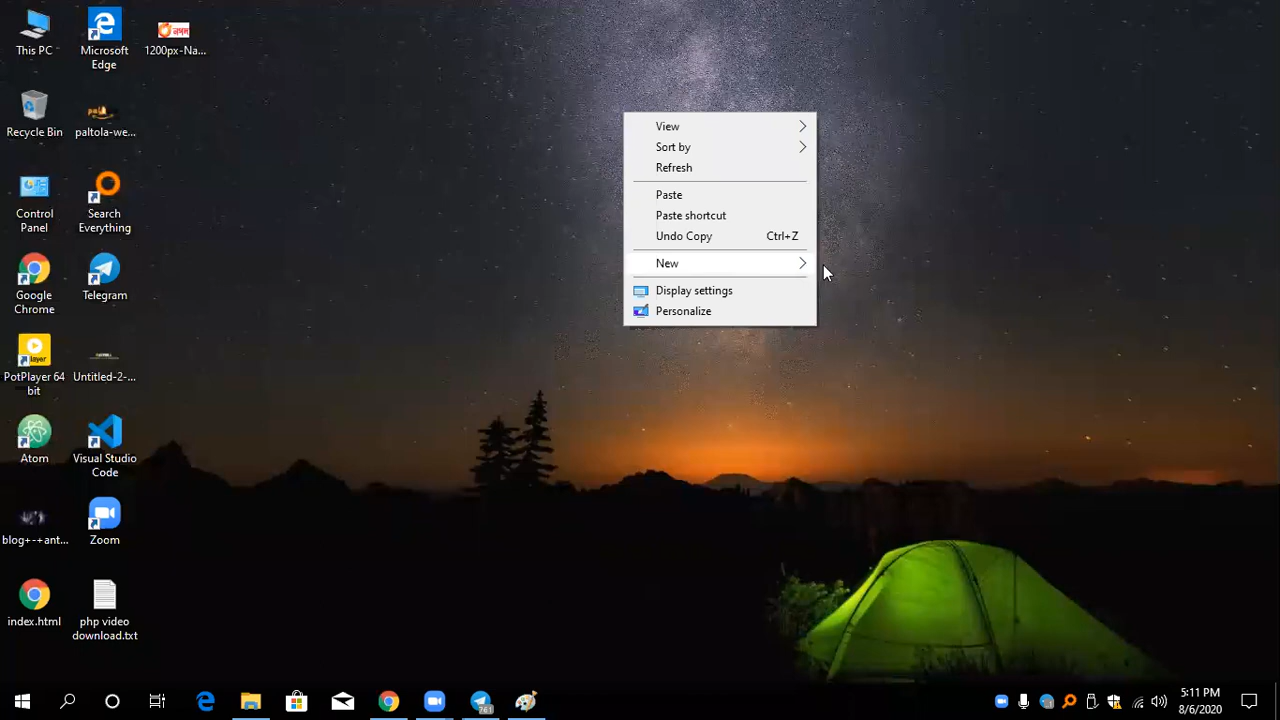 This PC
Microsoft
Edge
1200px-Na...
Recycle Bin
paltola-we...
Control
Panel
Search
Everything
Google
Chrome
Telegram
PotPlayer 64
bit
Untitled-2-...
Atom
Visual Studio
Code
blog+-+ant...
Zoom
index.html
php video
download.txt
View
Sort by
Refresh
Paste
Paste shortcut
Undo Copy Ctrl+Z
New
Display settings
Personalize
261
5:11 PM
8/6/2020